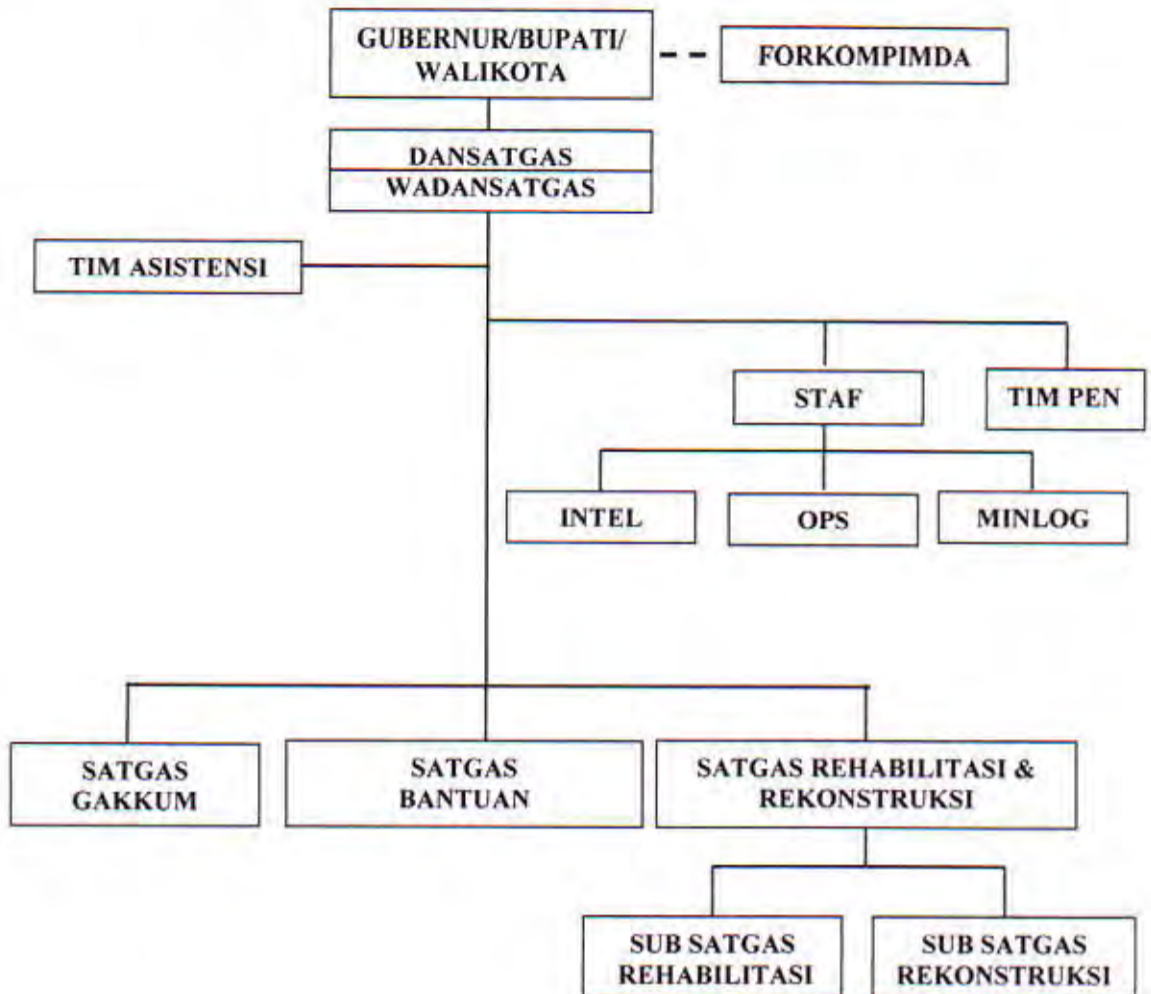 GUBERNUR/BUPATI/
WALIKOTA
FORKOMPIMDA
DANSATGAS
WADANSATGAS
TIM ASISTENSI
STAF
TIM PEN
INTEL
OPS
MINLOG
SATGAS
GAKKUM
SATGAS
BANTUAN
SATGAS REHABILITASI &
REKONSTRUKSI
SUB SATGAS
REHABILITASI
SUB SATGAS
REKONSTRUKSI